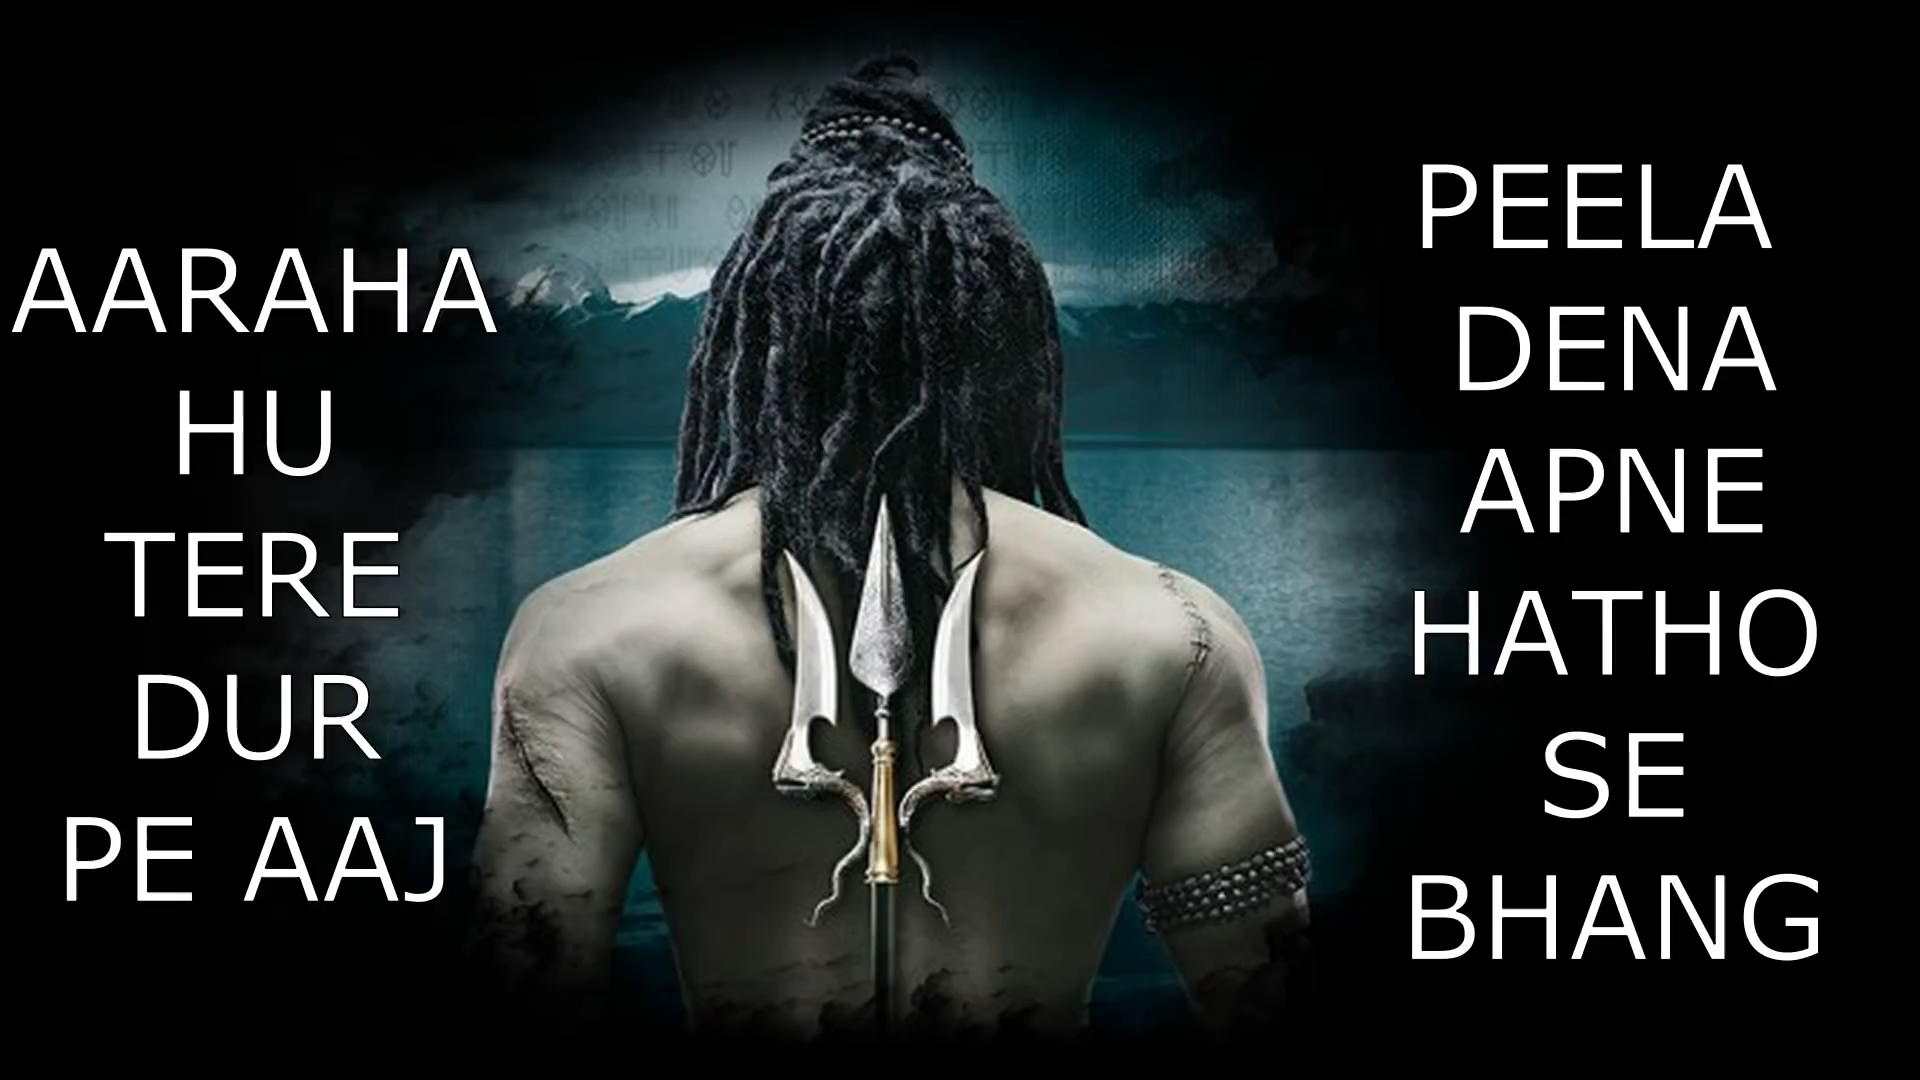 AARAHA
HU
TERE
DUR
PE AAJ
PEELA
DENA
APNE
HATHO
SE
BHANG